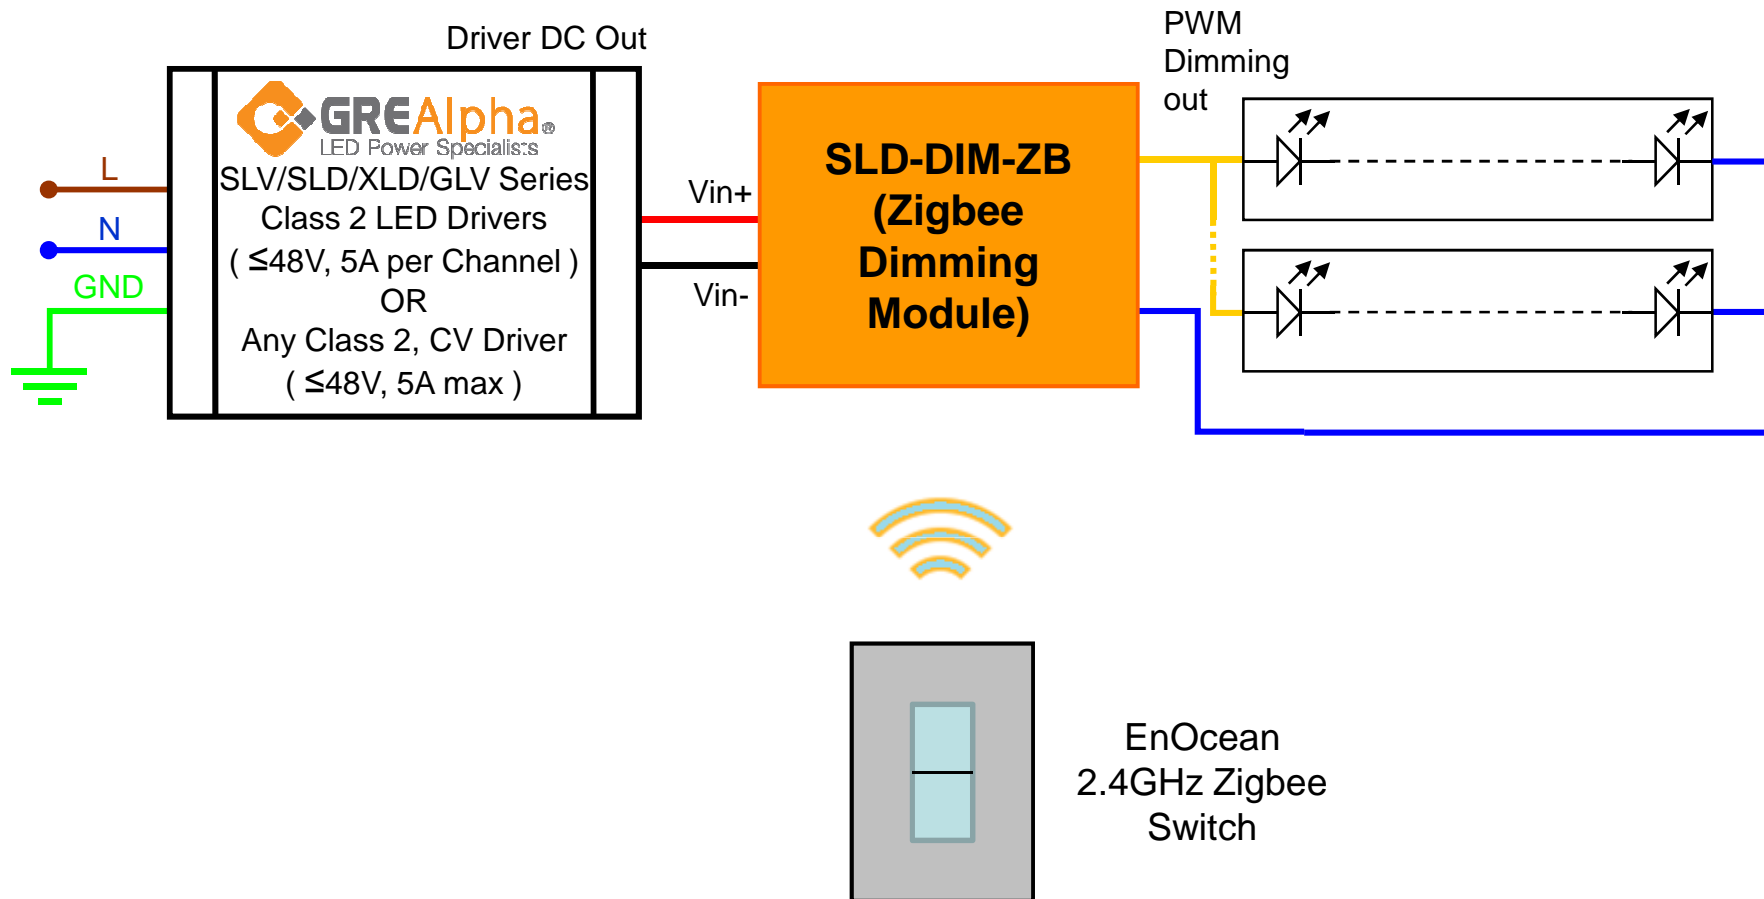 Driver DC Out
PWM
Dimming
out
GREAlpha®
LED Power Specialists
SLV/SLD/XLD/GLV Series
Class 2 LED Drivers
( ≤48V, 5A per Channel )
OR
Any Class 2, CV Driver
( ≤48V, 5A max )
L
N
GND
Vin+
Vin-
SLD-DIM-ZB
(Zigbee
Dimming
Module)
EnOcean
2.4GHz Zigbee
Switch